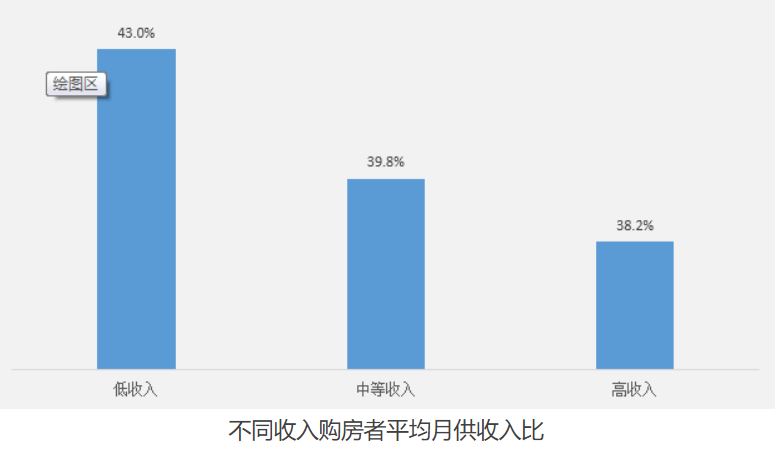 43.0%
绘图区
39.8%
38.2%
低收入
中等收入
高收入
不同收入购房者平均月供收入比